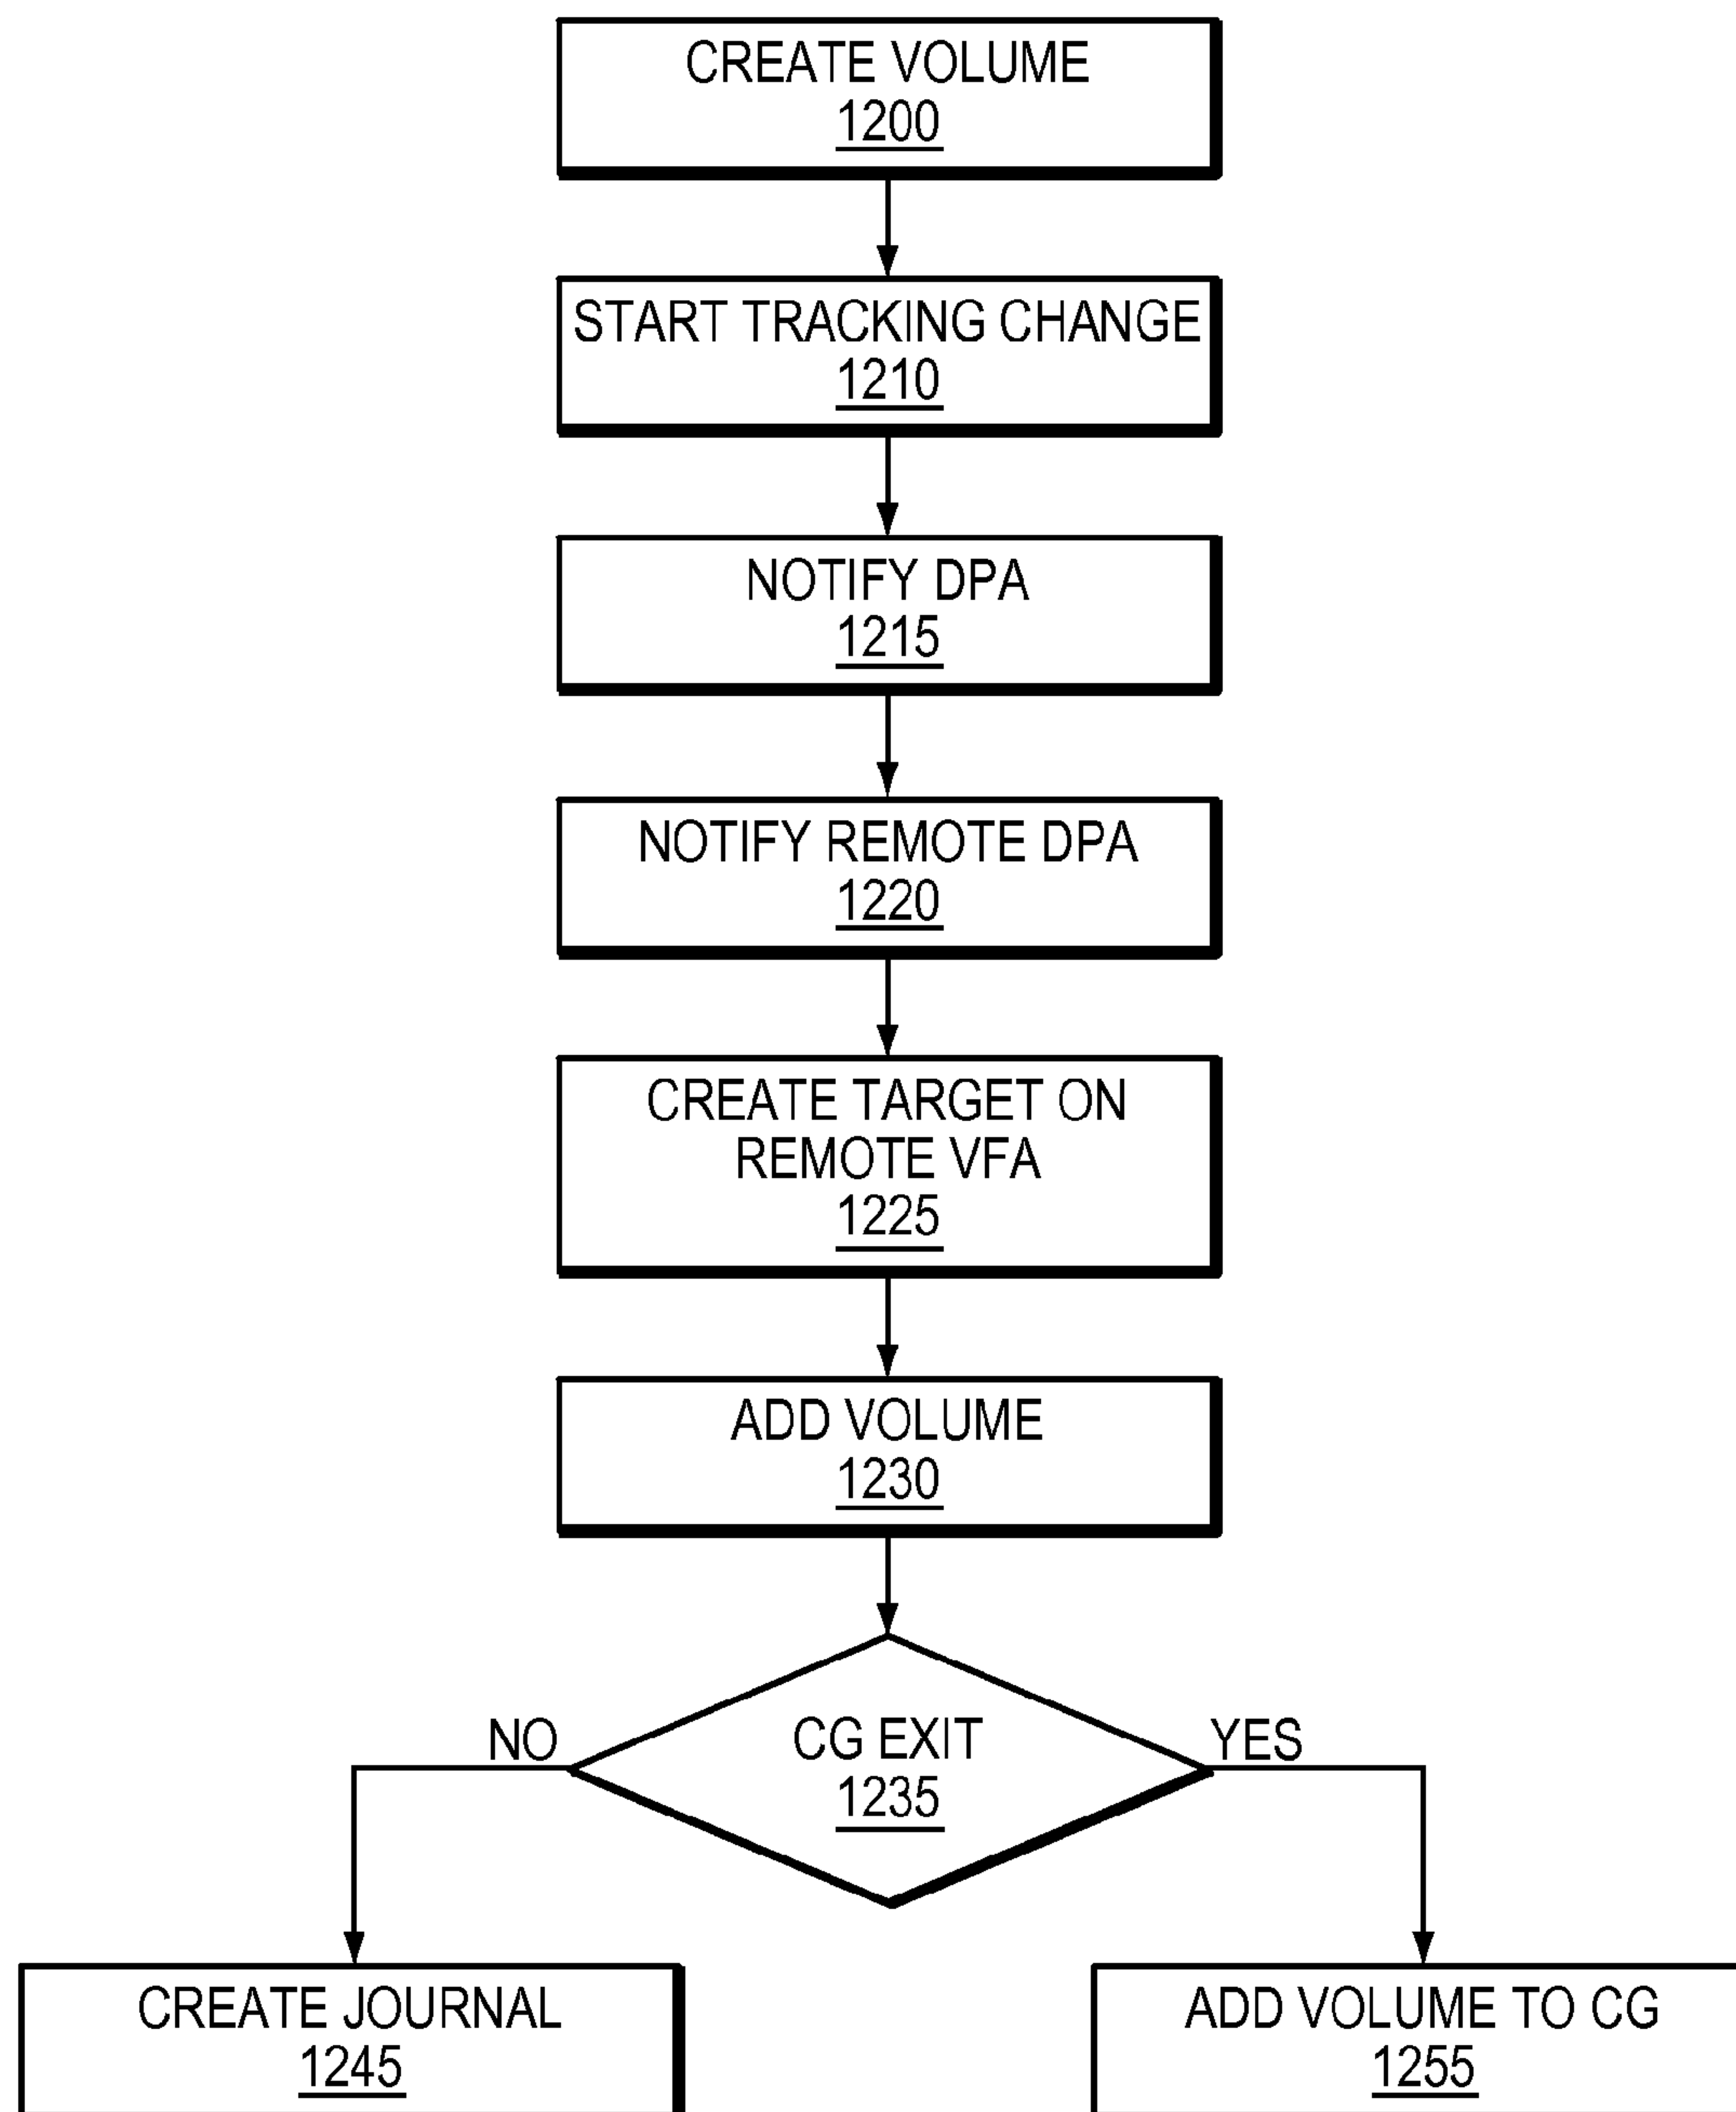 CREATE VOLUME
1200
START TRACKING CHANGE
1210
NOTIFY DPA
1215
NOTIFY REMOTE DPA
1220
CREATE TARGET ON
REMOTE VFA
1225
ADD VOLUME
1230
NO
CG EXIT
YES
1235
CREATE JOURNAL
1245
ADD VOLUME TO CG
1255